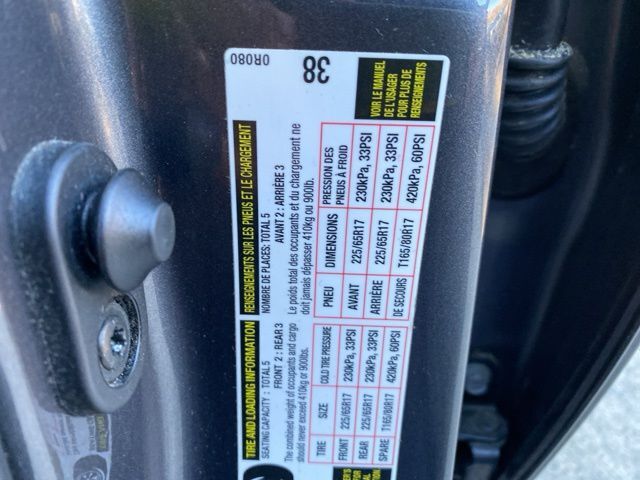 TIRE AND LOADING INFORMATION
SEATING CAPACITY : TOTAL 5
FRONT 2 : REAR 3
The combined weight of occupants and cargo
should never exceed 410kg or 900lb.
TIRE SIZE COLD TIRE PRESSURE
FRONT 225/65R17 230kPa, 33PSI
REAR 225/65R17 230kPa, 33PSI
SPARE T165/80R17 420kPa, 60PSI
RENSEIGNEMENTS SUR LES PNEUS ET LE CHARGEMENT
NOMBRE DE PLACES: TOTAL 5
AVANT 2 : ARRIÈRE 3
Le poids total des occupants et du chargement ne
doit jamais dépasser 410kg ou 900lb.
PNEU DIMENSIONS PRESSION DES
PNEUS À FROID
AVANT 225/65R17 230kPa, 33PSI
ARRIÈRE 225/65R17 230kPa, 33PSI
DE SECOURS T165/80R17 420kPa, 60PSI
VOIR LE MANUEL
DE L'USAGER
POUR PLUS DE
RENSEIGNEMENTS
0R080
38